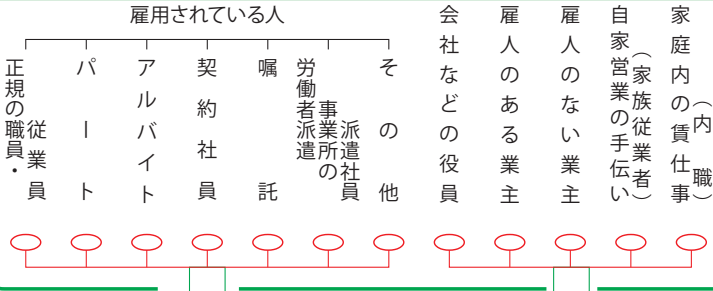 雇用されている人
正規の職員・
従業員
パート
アルバイト
契約社員
嘱託
労働者派遣
事業所の
派遣社員
その他
会社などの役員
雇人のある業主
雇人のない業主
自家営業の手伝い
（家族従業者）
家庭内の賃仕事
（内職）